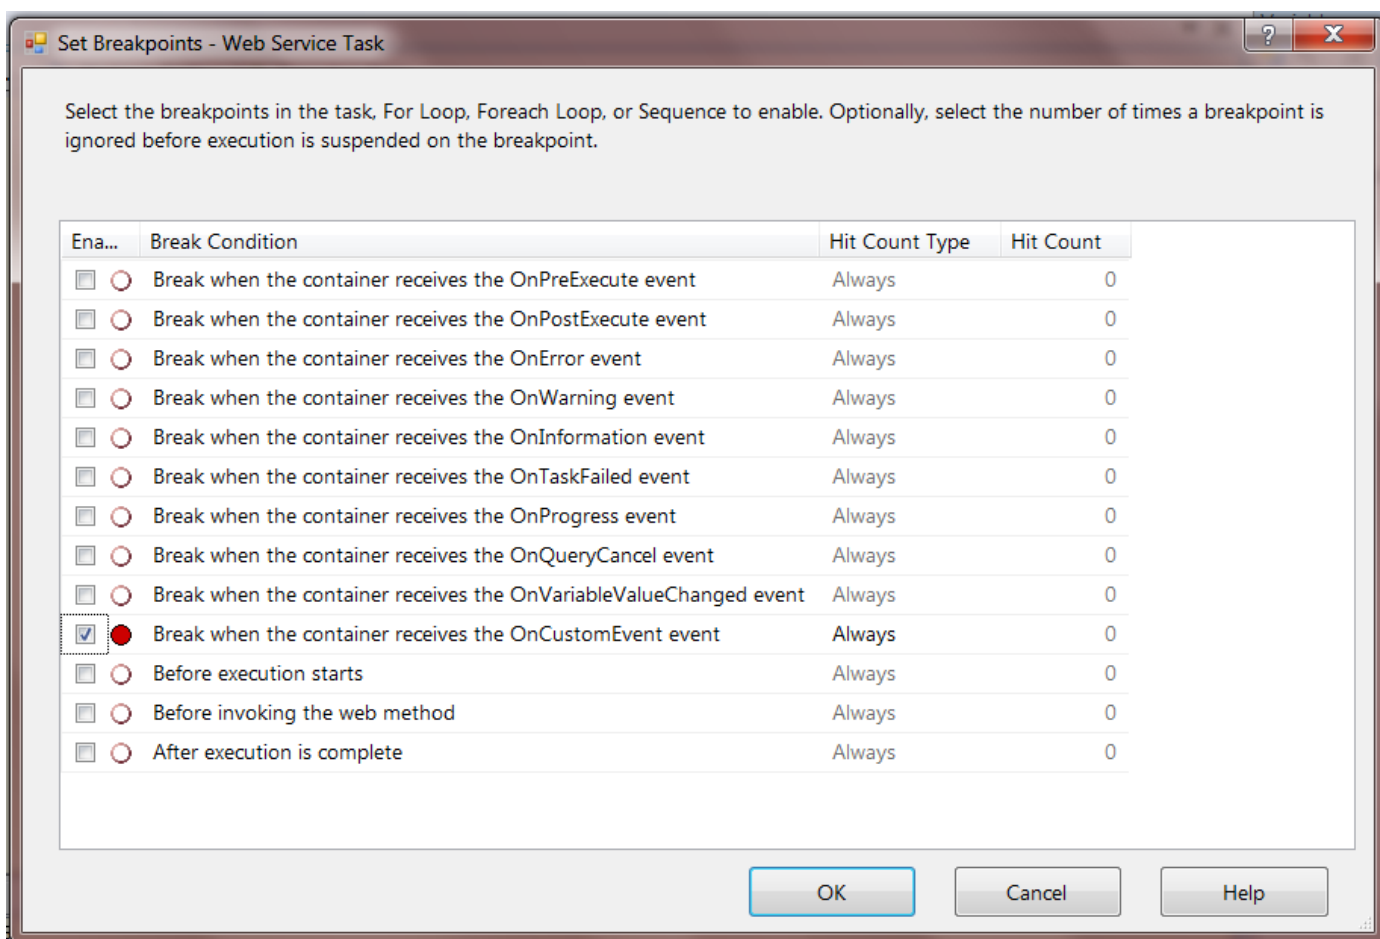 Set Breakpoints - Web Service Task
?
X
Select the breakpoints in the task, For Loop, Foreach Loop, or Sequence to enable. Optionally, select the number of times a breakpoint is
ignored before execution is suspended on the breakpoint.
Ena... Break Condition Hit Count Type Hit Count
Break when the container receives the OnPreExecute event Always 0
Break when the container receives the OnPostExecute event Always 0
Break when the container receives the OnError event Always 0
Break when the container receives the OnWarning event Always 0
Break when the container receives the OnInformation event Always 0
Break when the container receives the OnTaskFailed event Always 0
Break when the container receives the OnProgress event Always 0
Break when the container receives the OnQueryCancel event Always 0
Break when the container receives the OnVariableValueChanged event Always 0
Break when the container receives the OnCustomEvent event Always 0
Before execution starts Always 0
Before invoking the web method Always 0
After execution is complete Always 0
OK Cancel Help